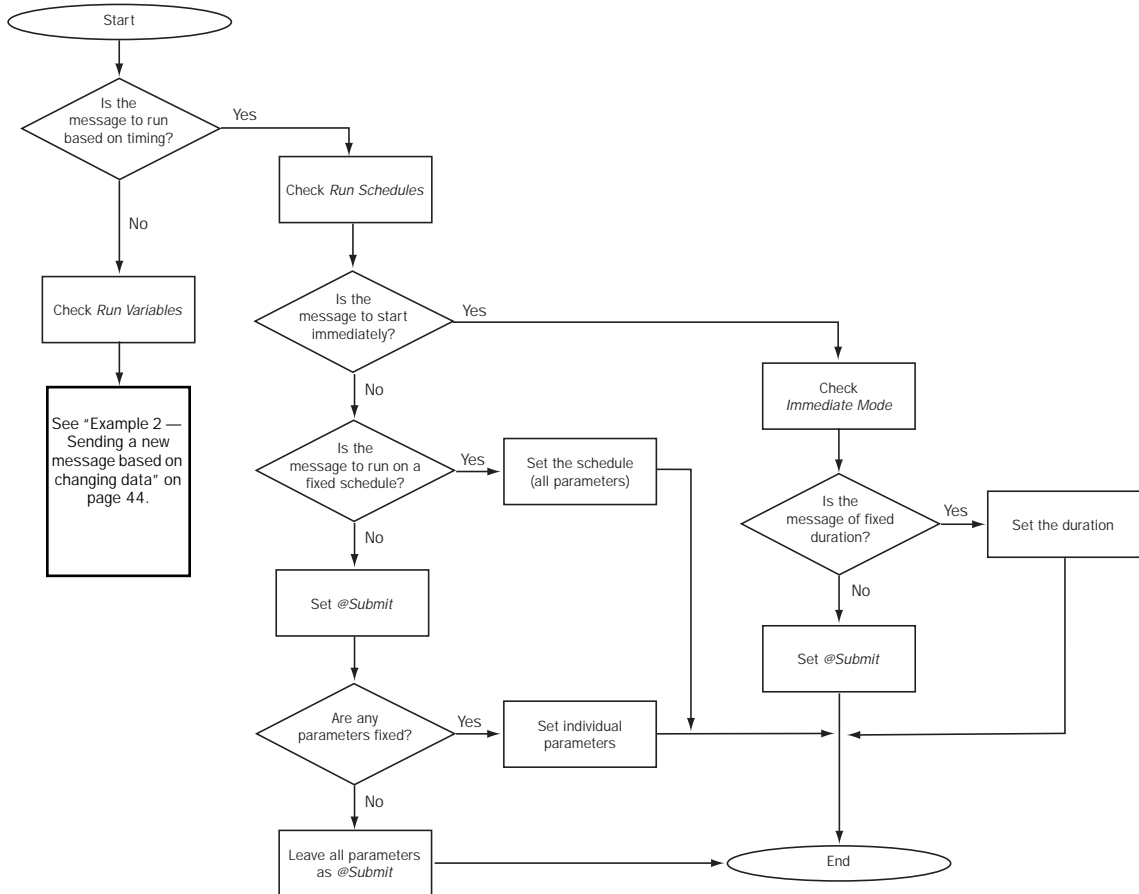 Start
Is the
message to run
based on timing?
Yes
No
Check Run Schedules
Check Run Variables
See "Example 2 —
Sending a new
message based on
changing data" on
page 44.
Is the
message to start
immediately?
Yes
No
Check
Immediate Mode
Is the
message to run on a
fixed schedule?
Yes
No
Set the schedule
(all parameters)
Is the
message of fixed
duration?
Yes
No
Set the duration
Set @Submit
Set @Submit
Are any
parameters fixed?
Yes
No
Set individual
parameters
Leave all parameters
as @Submit
End